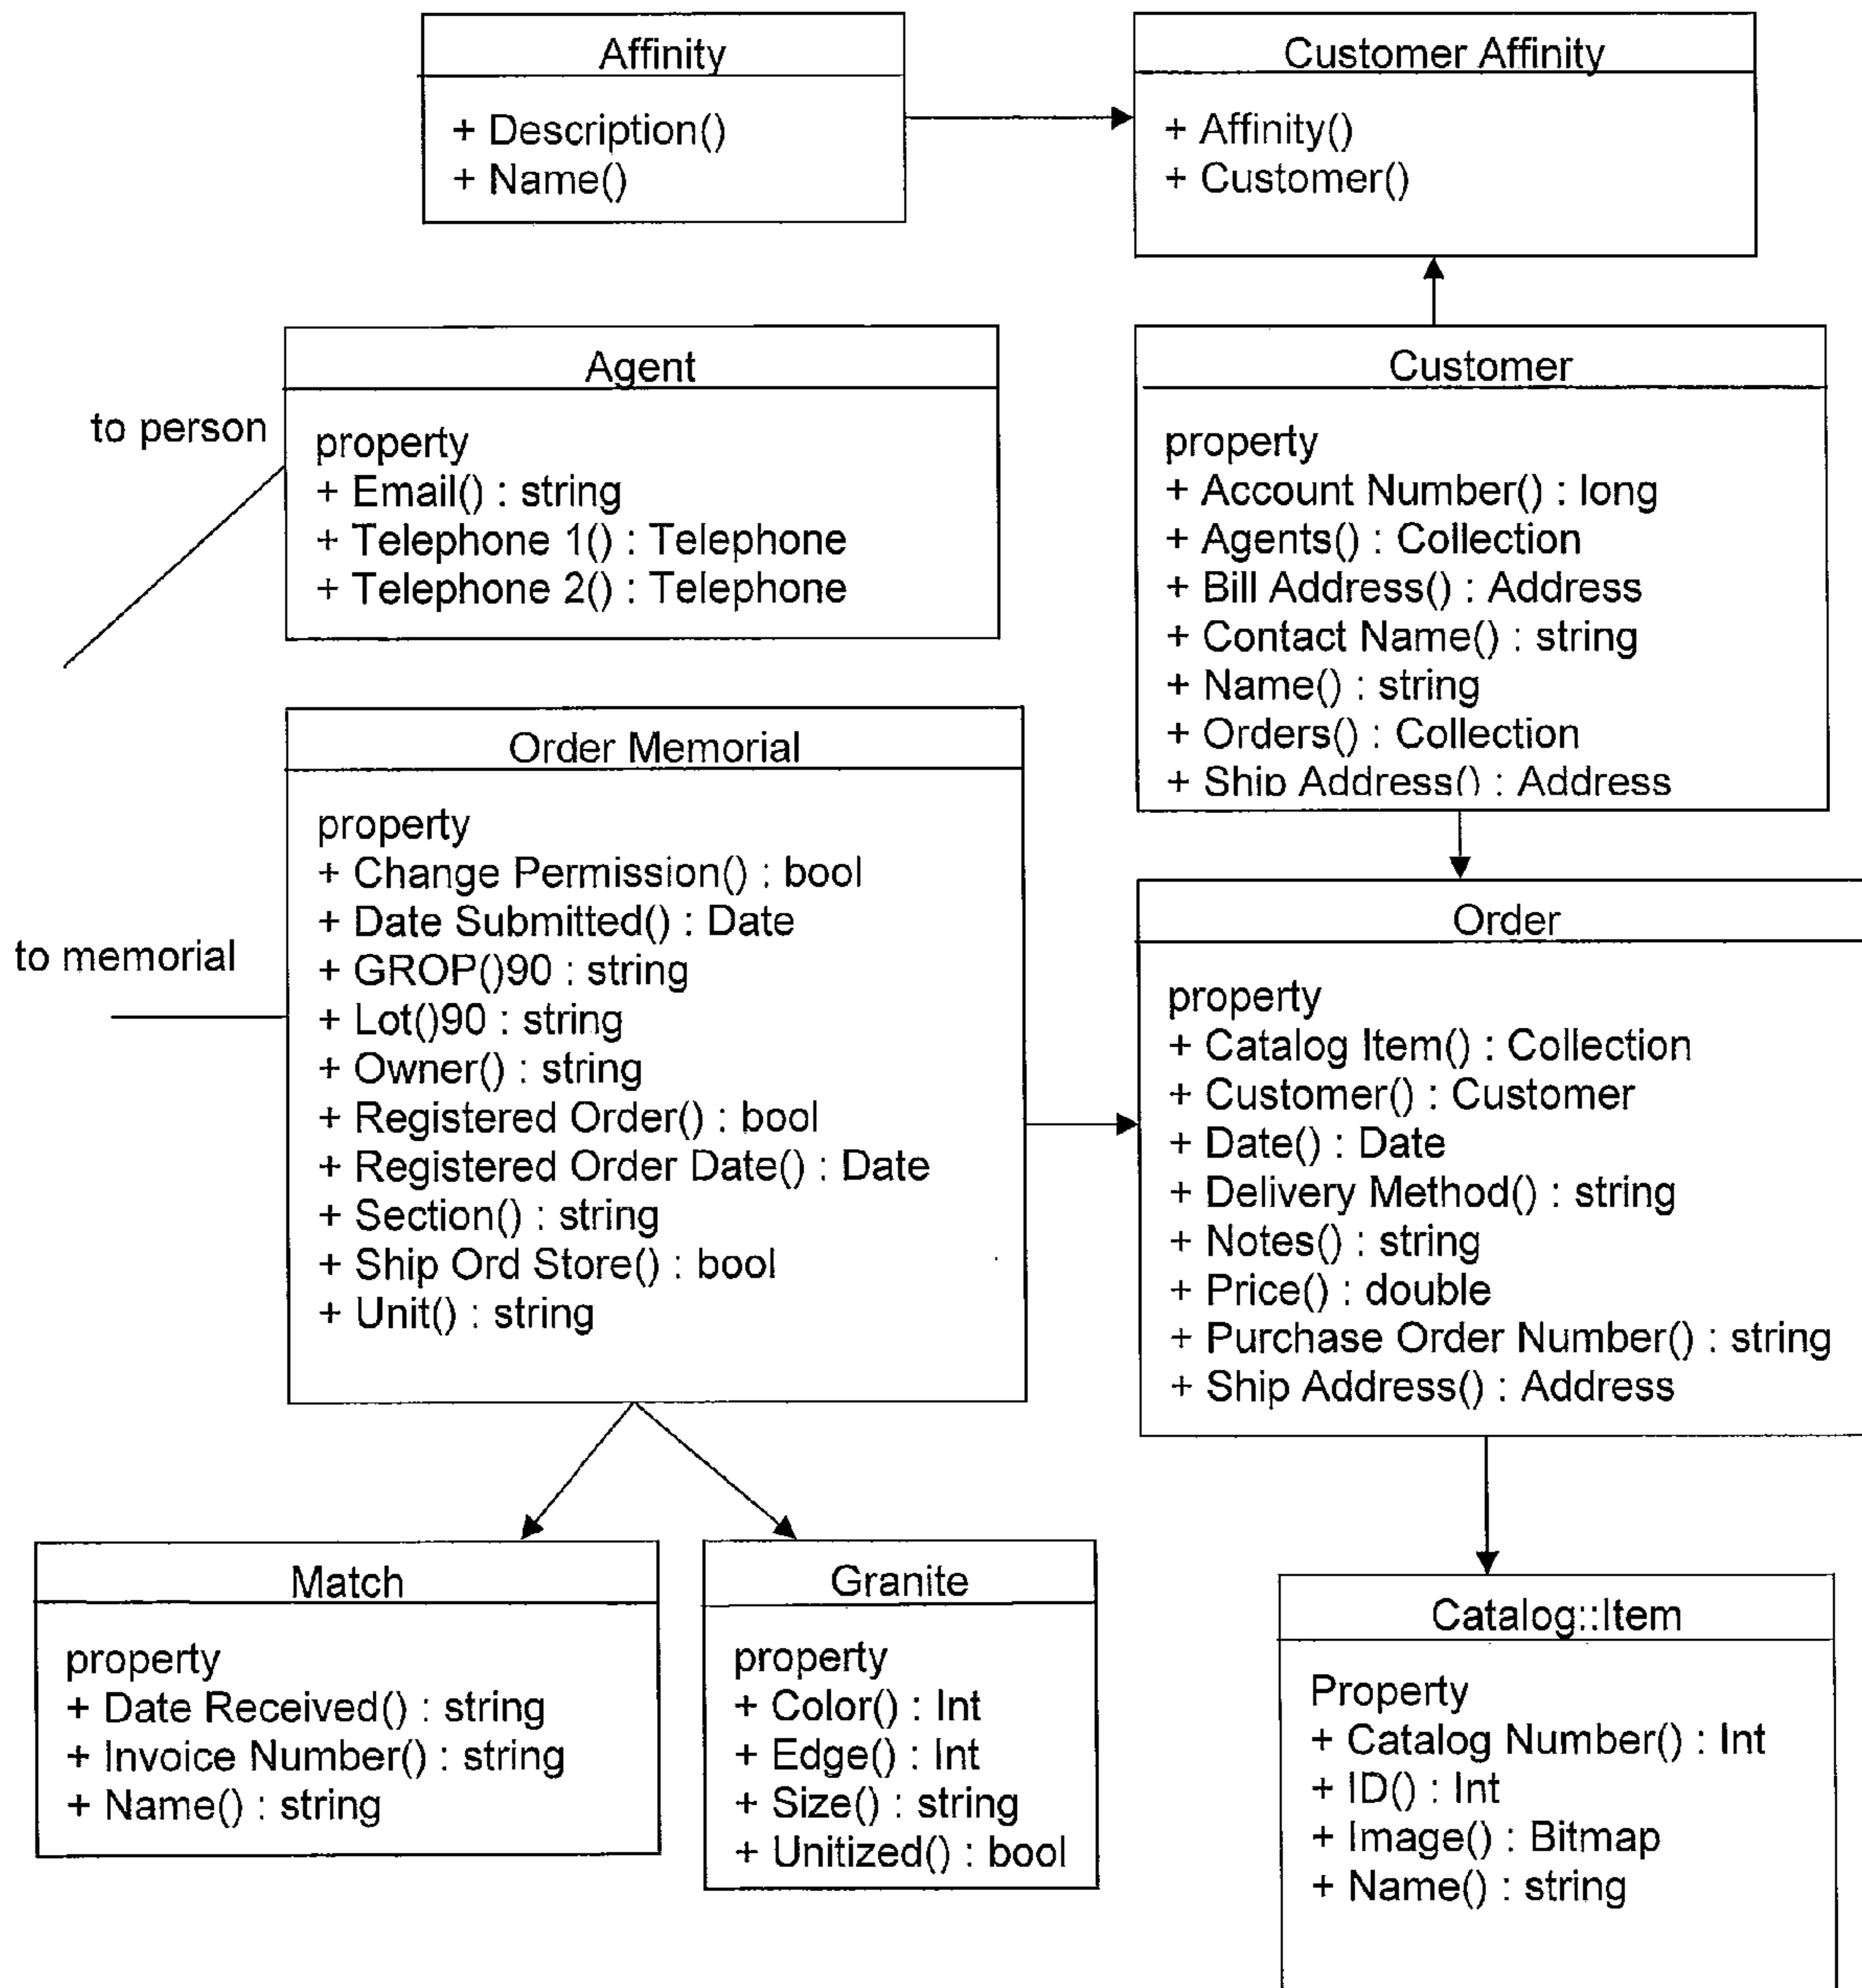 Affinity
+ Description()
+ Name()
Customer Affinity
+ Affinity()
+ Customer()
to person
Agent
property
+ Email() : string
+ Telephone 1() : Telephone
+ Telephone 2() : Telephone
Customer
property
+ Account Number() : long
+ Agents() : Collection
+ Bill Address() : Address
+ Contact Name() : string
+ Name() : string
+ Orders() : Collection
+ Ship Address() : Address
to memorial
Order Memorial
property
+ Change Permission() : bool
+ Date Submitted() : Date
+ GROP()90 : string
+ Lot()90 : string
+ Owner() : string
+ Registered Order() : bool
+ Registered Order Date() : Date
+ Section() : string
+ Ship Ord Store() : bool
+ Unit() : string
Order
property
+ Catalog Item() : Collection
+ Customer() : Customer
+ Date() : Date
+ Delivery Method() : string
+ Notes() : string
+ Price() : double
+ Purchase Order Number() : string
+ Ship Address() : Address
Match
property
+ Date Received() : string
+ Invoice Number() : string
+ Name() : string
Granite
property
+ Color() : Int
+ Edge() : Int
+ Size() : string
+ Unitized() : bool
Catalog::Item
Property
+ Catalog Number() : Int
+ ID() : Int
+ Image() : Bitmap
+ Name() : string